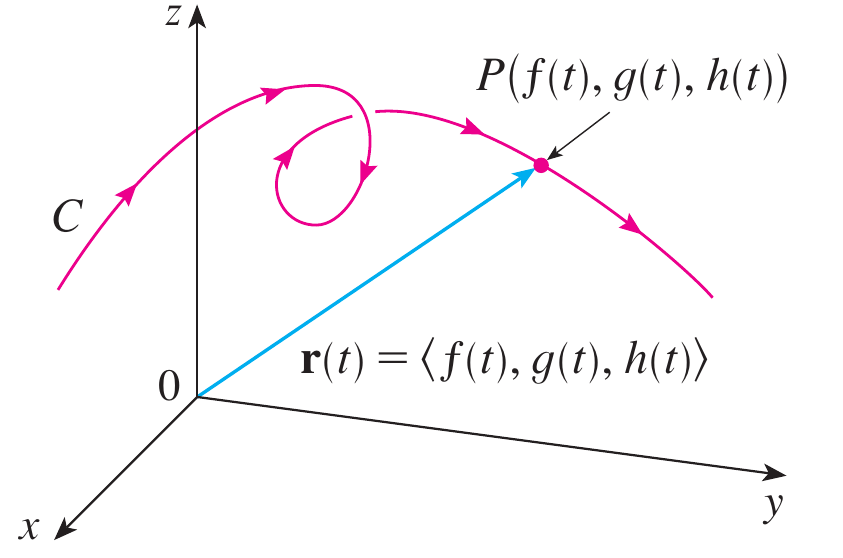 z
P(f(t), g(t), h(t))
C
r(t) = ⟨f(t), g(t), h(t)⟩
0
y
x